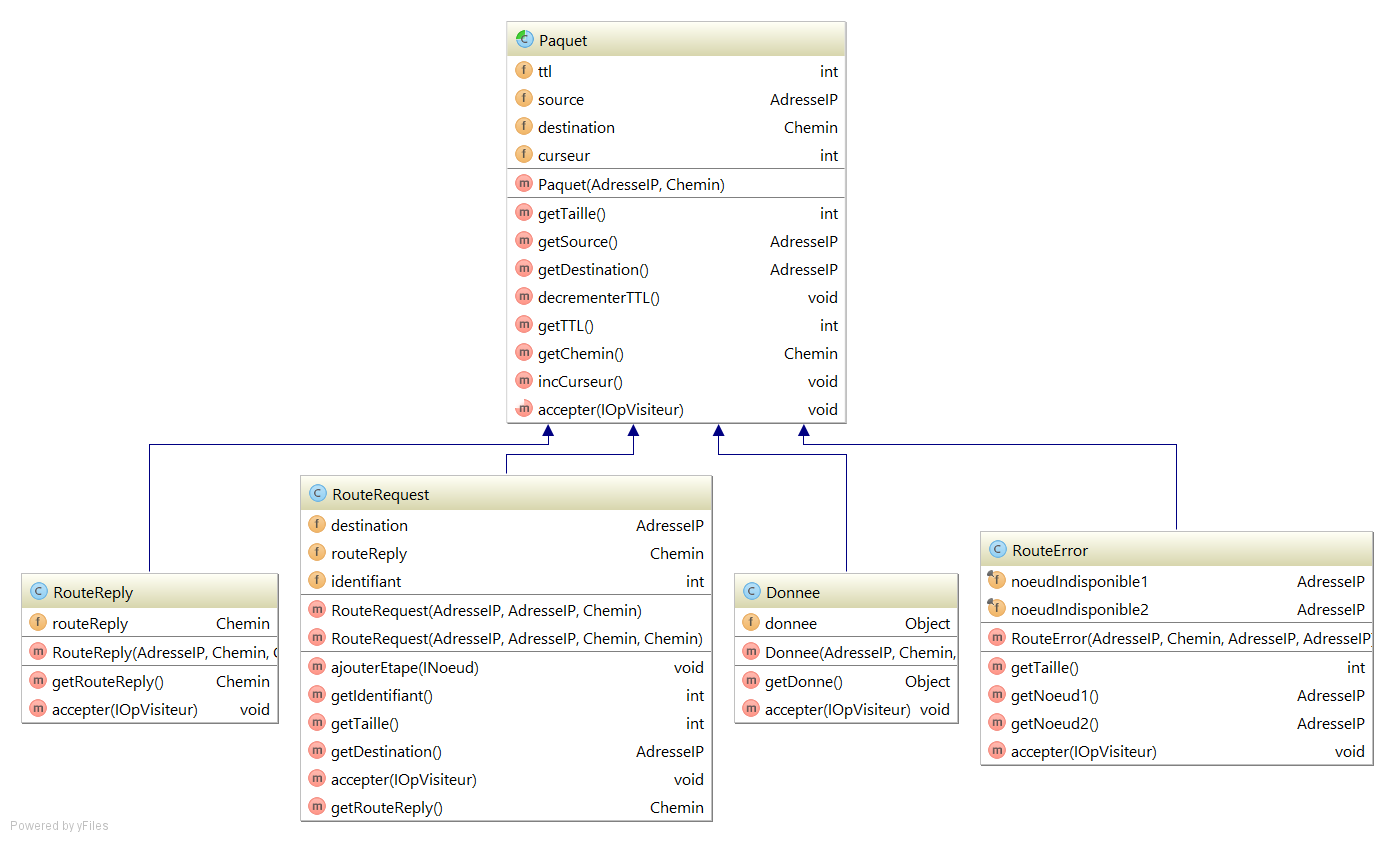 Paquet
ttl int
source AdresseIP
destination Chemin
curseur int
Paquet(AdresseIP, Chemin)
getTaille() int
getSource() AdresseIP
getDestination() AdresseIP
decrementerTTL() void
getTTL() int
getChemin() Chemin
incCurseur() void
accepter(IOpVisiteur) void
RouteReply
routeReply Chemin
RouteReply(AdresseIP, Chemin,
getRouteReply() Chemin
accepter(IOpVisiteur) void
RouteRequest
destination AdresseIP
routeReply Chemin
identifiant int
RouteRequest(AdresseIP, AdresseIP, Chemin)
RouteRequest(AdresseIP, AdresseIP, Chemin, Chemin)
ajouterEtape(INoeud) void
getIdentifiant() int
getTaille() int
getDestination() AdresseIP
accepter(IOpVisiteur) void
getRouteReply() Chemin
Donnee
donnee Object
Donnee(AdresseIP, Chemin,
getDonne() Object
accepter(IOpVisiteur) void
RouteError
noeudIndisponible1 AdresseIP
noeudIndisponible2 AdresseIP
RouteError(AdresseIP, Chemin, AdresseIP, AdresseIP
getTaille() int
getNoeud1() AdresseIP
getNoeud2() AdresseIP
accepter(IOpVisiteur) void
Powered by yFiles